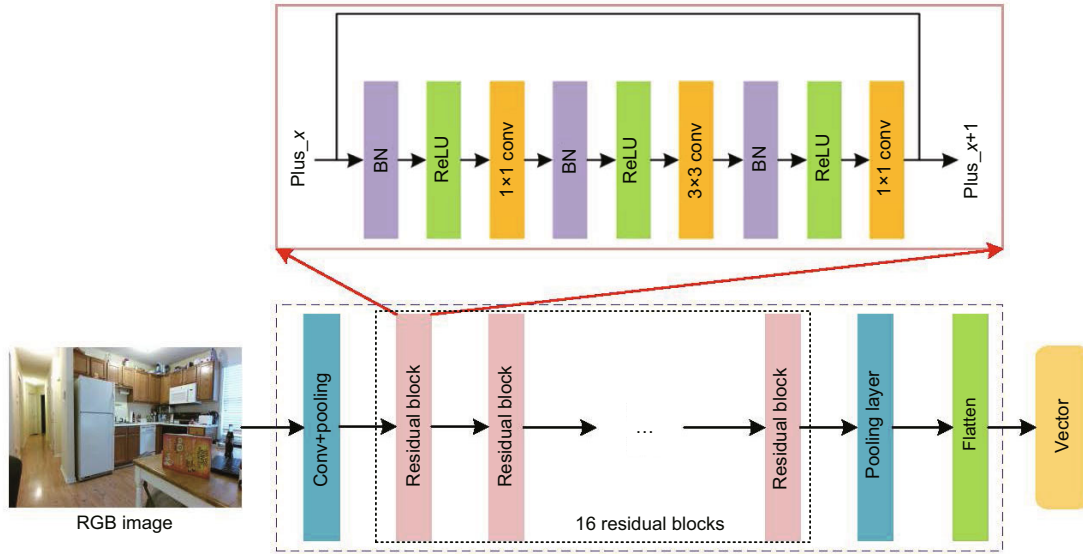 Plus_x
BN
ReLU
1×1 conv
BN
ReLU
3×3 conv
BN
ReLU
1×1 conv
Plus_x+1
RGB image
Conv+pooling
Residual block
Residual block
...
Residual block
16 residual blocks
Pooling layer
Flatten
Vector